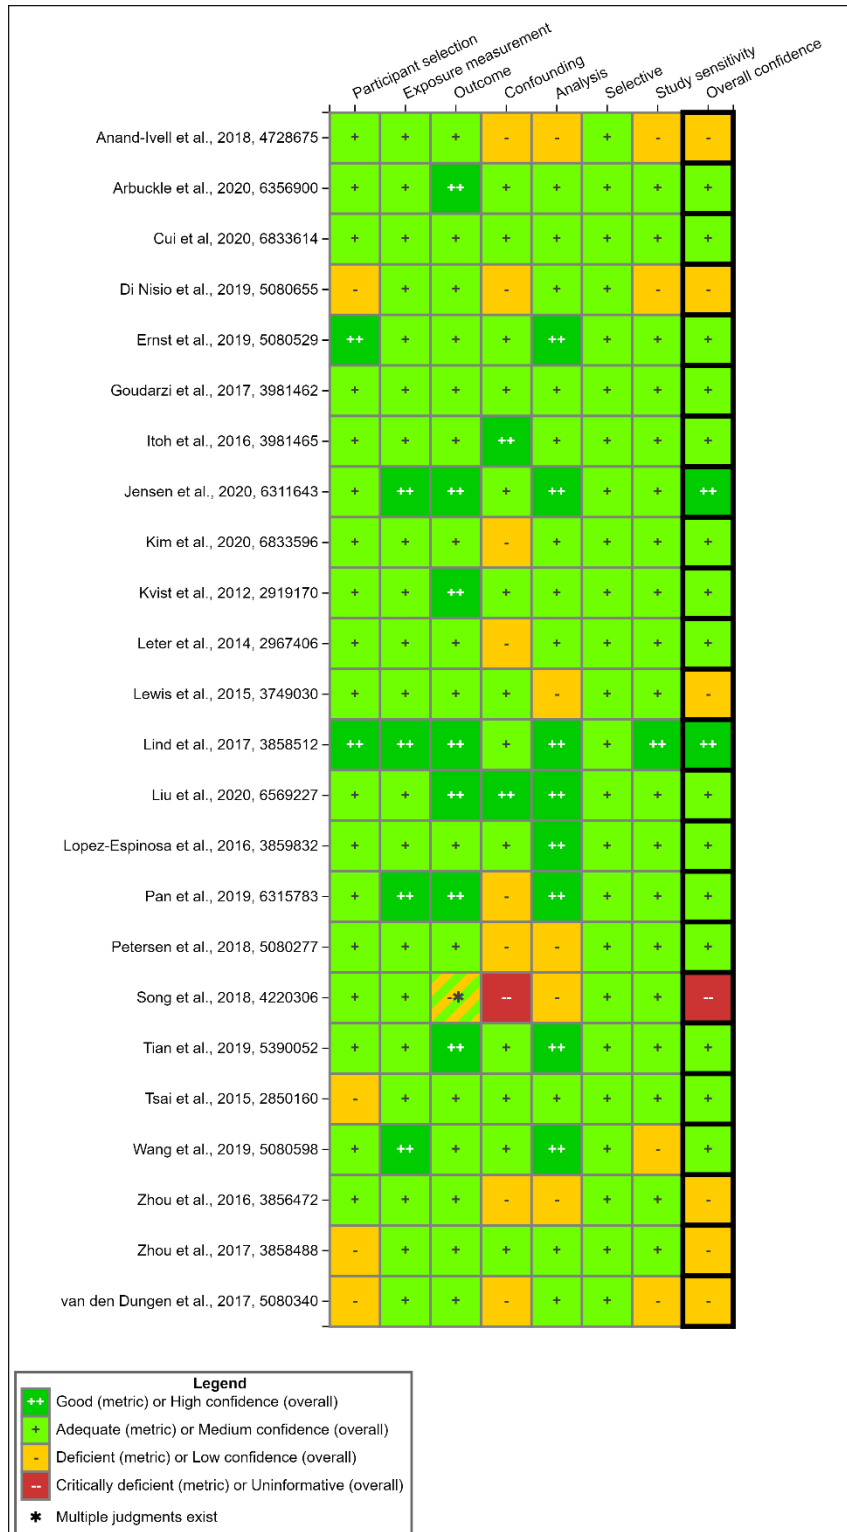 Participant selection
Exposure measurement
Outcome
Confounding
Analysis
Selective
Study sensitivity
Overall confidence
Anand-Ivell et al., 2018, 4728675 + + + - - + - -
Arbuckle et al., 2020, 6356900 + + ++ + + + + +
Cui et al, 2020, 6833614 + + + + + + + +
Di Nisio et al., 2019, 5080655 - + + - + + - -
Ernst et al., 2019, 5080529 ++ + + + ++ + + +
Goudarzi et al., 2017, 3981462 + + + + + + + +
Itoh et al., 2016, 3981465 + + + ++ + + + +
Jensen et al., 2020, 6311643 + ++ ++ + ++ + + ++
Kim et al., 2020, 6833596 + + + - + + + +
Kvist et al., 2012, 2919170 + + ++ + + + + +
Leter et al., 2014, 2967406 + + + - + + + +
Lewis et al., 2015, 3749030 + + + + - + + -
Lind et al., 2017, 3858512 ++ ++ ++ + ++ + ++ ++
Liu et al., 2020, 6569227 + + ++ ++ ++ + + +
Lopez-Espinosa et al., 2016, 3859832 + + + + ++ + + +
Pan et al., 2019, 6315783 + ++ ++ - ++ + + +
Petersen et al., 2018, 5080277 + + + - - + + +
Song et al., 2018, 4220306 + + -✱ -- - + + --
Tian et al., 2019, 5390052 + + ++ + ++ + + +
Tsai et al., 2015, 2850160 - + + + + + + +
Wang et al., 2019, 5080598 + ++ + + ++ + - +
Zhou et al., 2016, 3856472 + + + - - + + -
Zhou et al., 2017, 3858488 - + + + + + + -
van den Dungen et al., 2017, 5080340 - + + - + + - -
Legend
++ Good (metric) or High confidence (overall)
+ Adequate (metric) or Medium confidence (overall)
- Deficient (metric) or Low confidence (overall)
-- Critically deficient (metric) or Uninformative (overall)
✱ Multiple judgments exist